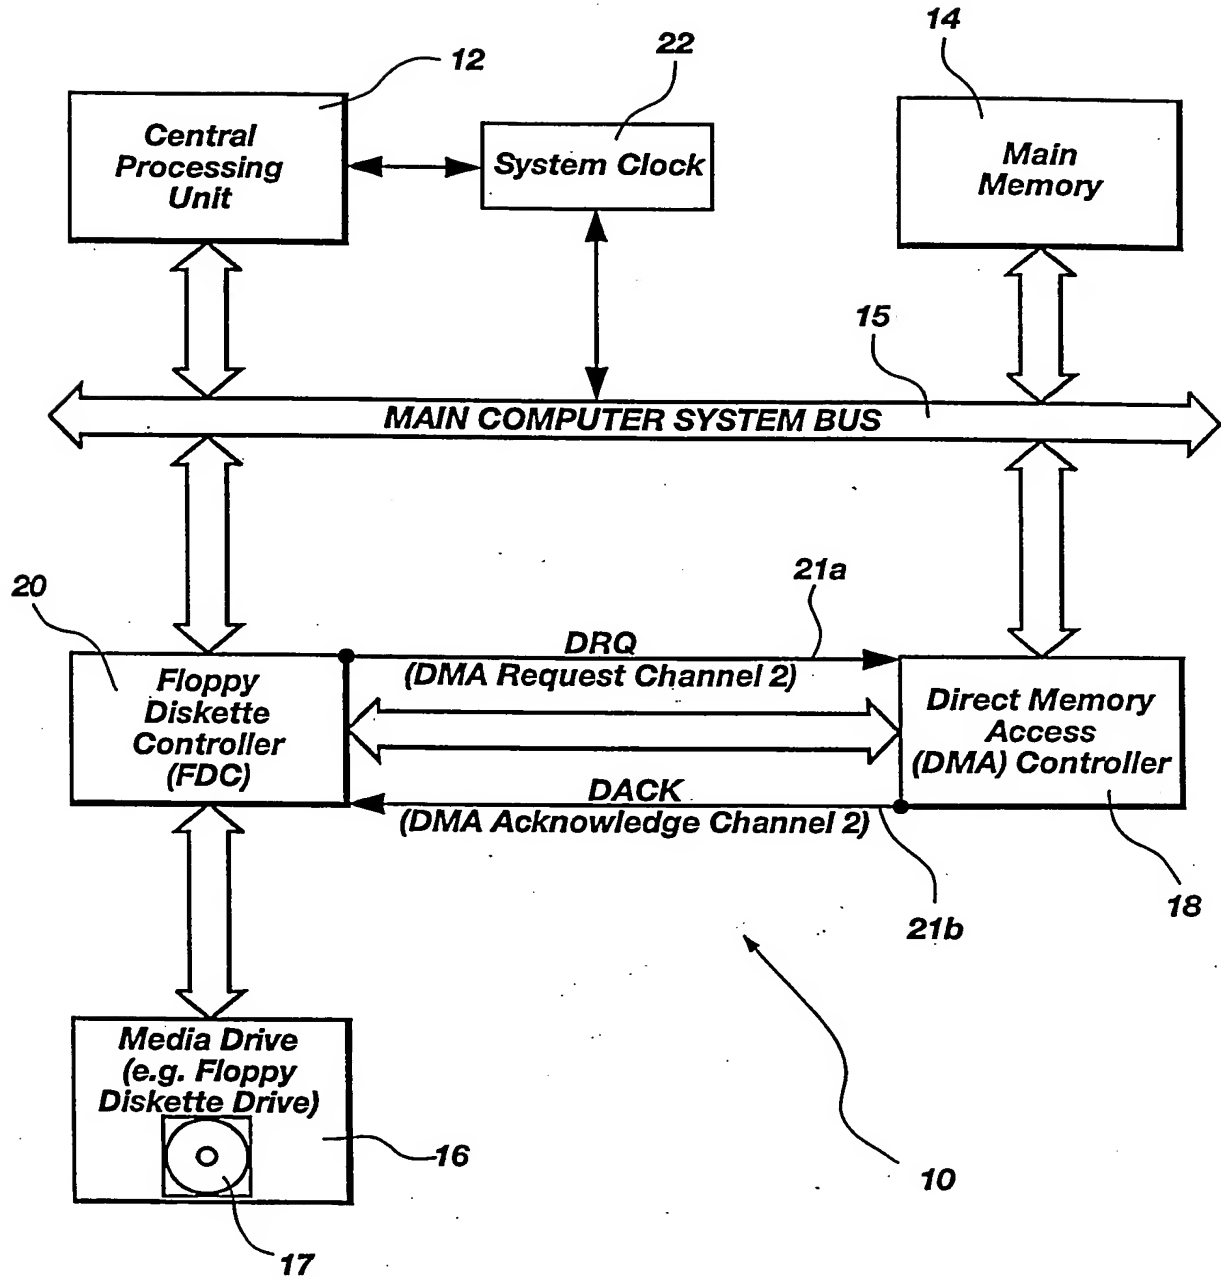 12
22
14
Central
Processing
Unit
System Clock
Main
Memory
15
MAIN COMPUTER SYSTEM BUS
20
21a
DRQ
(DMA Request Channel 2)
Floppy
Diskette
Controller
(FDC)
Direct Memory
Access
(DMA) Controller
DACK
(DMA Acknowledge Channel 2)
18
21b
Media Drive
(e.g. Floppy
Diskette Drive)
16
10
17